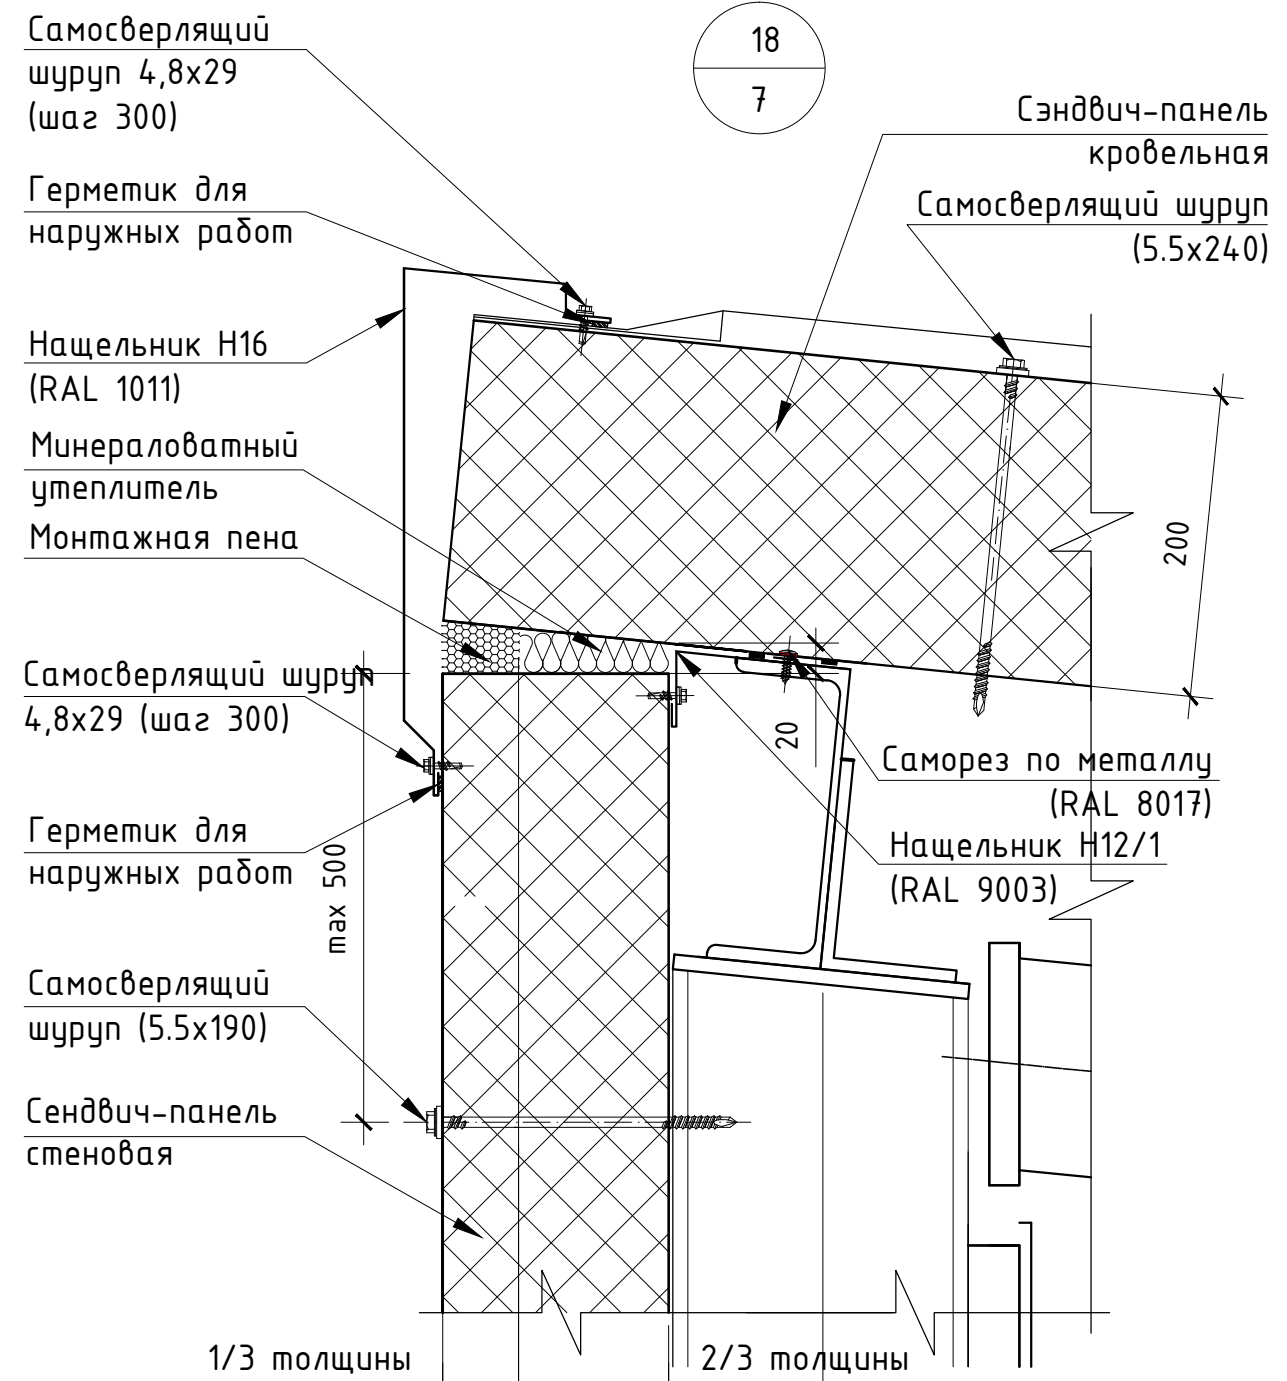 Самосверлящий
шуруп 4,8х29
(шаг 300)
18
7
Сэндвич-панель
кровельная
Герметик для
наружных работ
Самосверлящий шуруп
(5.5х240)
Нащельник Н16
(RAL 1011)
Минераловатный
утеплитель
Монтажная пена
200
Самосверлящий шуруп
4,8х29 (шаг 300)
20
Саморез по металлу
(RAL 8017)
Герметик для
наружных работ
max 500
Нащельник Н12/1
(RAL 9003)
Самосверлящий
шуруп (5.5х190)
Сендвич-панель
стеновая
1/3 толщины
2/3 толщины